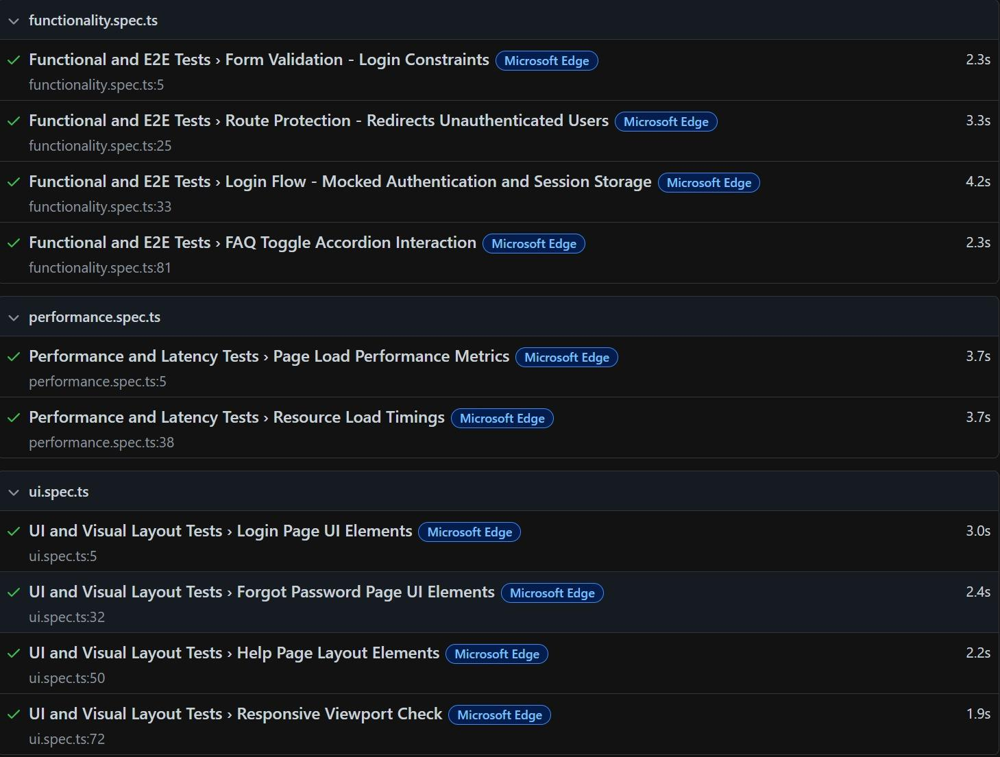 functionality.spec.ts
Functional and E2E Tests › Form Validation - Login Constraints Microsoft Edge 2.3s
functionality.spec.ts:5
Functional and E2E Tests › Route Protection - Redirects Unauthenticated Users Microsoft Edge 3.3s
functionality.spec.ts:25
Functional and E2E Tests › Login Flow - Mocked Authentication and Session Storage Microsoft Edge 4.2s
functionality.spec.ts:33
Functional and E2E Tests › FAQ Toggle Accordion Interaction Microsoft Edge 2.3s
functionality.spec.ts:81
performance.spec.ts
Performance and Latency Tests › Page Load Performance Metrics Microsoft Edge 3.7s
performance.spec.ts:5
Performance and Latency Tests › Resource Load Timings Microsoft Edge 3.7s
performance.spec.ts:38
ui.spec.ts
UI and Visual Layout Tests › Login Page UI Elements Microsoft Edge 3.0s
ui.spec.ts:5
UI and Visual Layout Tests › Forgot Password Page UI Elements Microsoft Edge 2.4s
ui.spec.ts:32
UI and Visual Layout Tests › Help Page Layout Elements Microsoft Edge 2.2s
ui.spec.ts:50
UI and Visual Layout Tests › Responsive Viewport Check Microsoft Edge 1.9s
ui.spec.ts:72